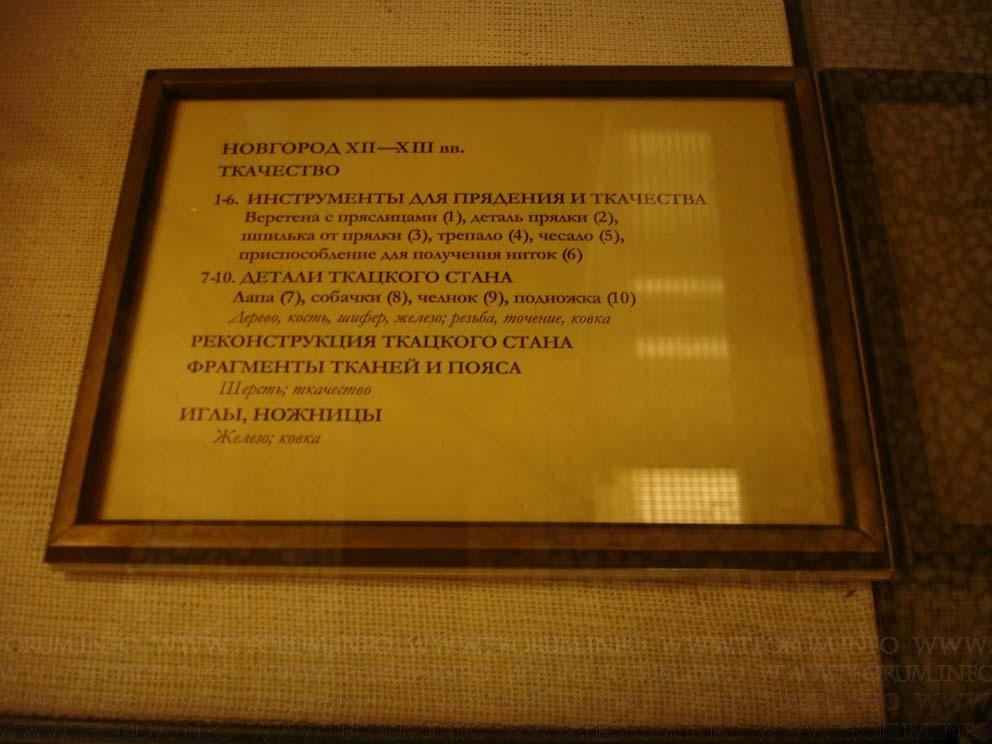 НОВГОРОД XII—XIII вв.
ТКАЧЕСТВО
1-6. ИНСТРУМЕНТЫ ДЛЯ ПРЯДЕНИЯ И ТКАЧЕСТВА
Веретена с пряслицами (1), деталь прялки (2),
шпилька от прялки (3), трепало (4), чесало (5),
приспособление для получения ниток (6)
7-10. ДЕТАЛИ ТКАЦКОГО СТАНА
Лапа (7), собачки (8), челнок (9), подножка (10)
Дерево, кость, шифер, железо; резьба, точение, ковка
РЕКОНСТРУКЦИЯ ТКАЦКОГО СТАНА
ФРАГМЕНТЫ ТКАНЕЙ И ПОЯСА
Шерсть; ткачество
ИГЛЫ, НОЖНИЦЫ
Железо; ковка